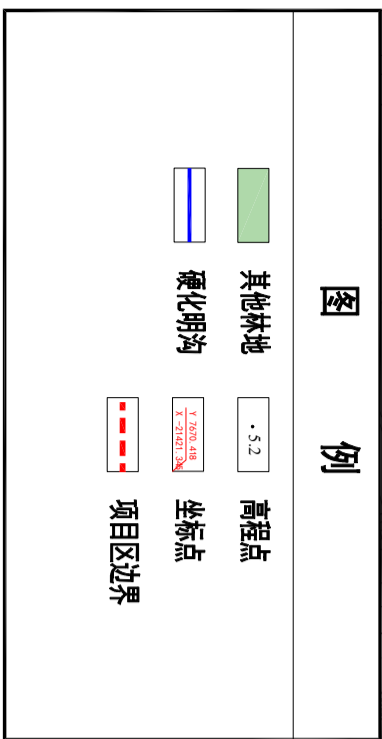 图例
其他林地
·5.2
高程点
硬化明沟
Y 7670.418
X -21421.345
坐标点
项目区边界